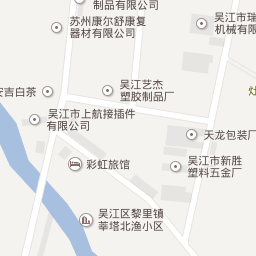 制品有限公司
苏州康尔舒康复
器材有限公司
吴江市瑞
机械有限
安吉白茶
吴江艺杰
塑胶制品厂
吴江市上航接插件
有限公司
天龙包装厂
彩虹旅馆
吴江市新胜
塑料五金厂
吴江区黎里镇
莘塔北渔小区